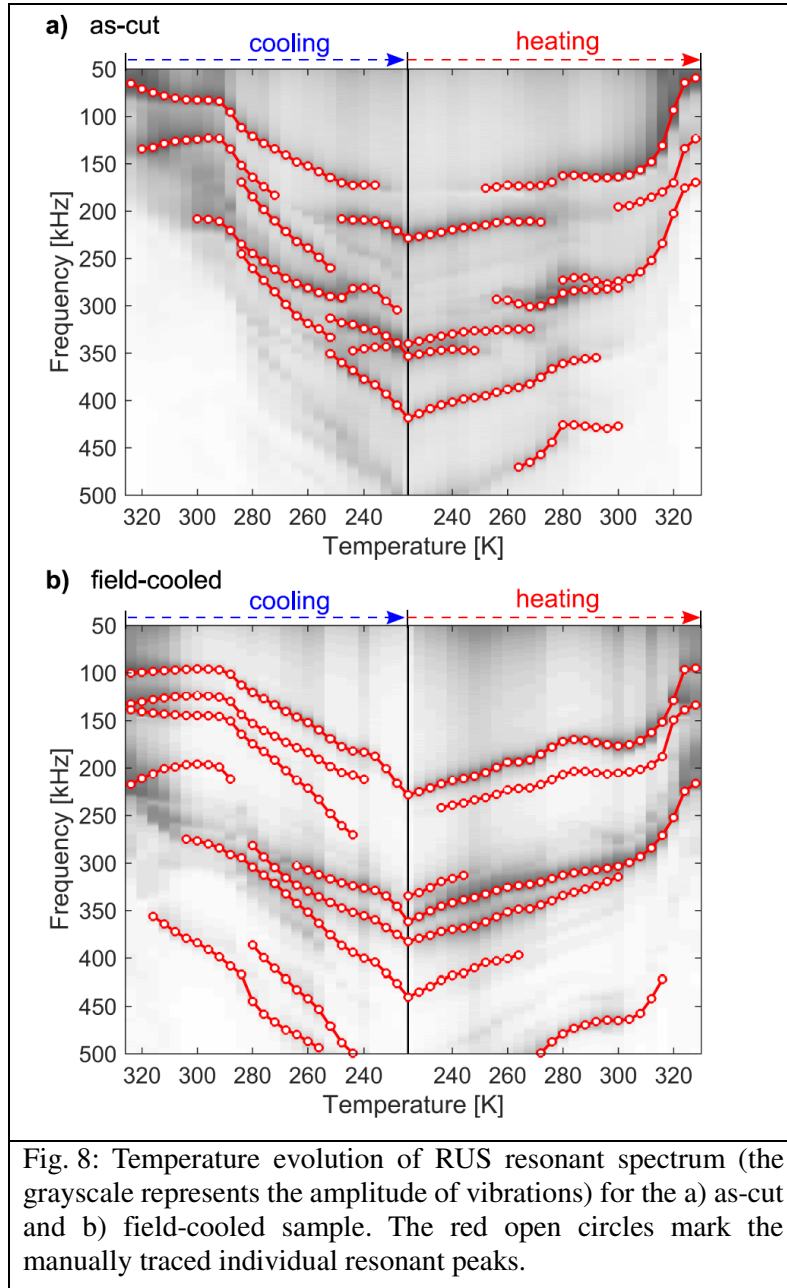 a) as-cut
cooling
heating
50
100
150
200
250
300
350
400
450
500
Frequency [kHz]
320 300 280 260 240 260 280 300 320
Temperature [K]
b) field-cooled
cooling
heating
50
100
150
200
250
300
350
400
450
500
Frequency [kHz]
320 300 280 260 240 260 280 300 320
Temperature [K]
Fig. 8: Temperature evolution of RUS resonant spectrum (the
grayscale represents the amplitude of vibrations) for the a) as-cut
and b) field-cooled sample. The red open circles mark the
manually traced individual resonant peaks.